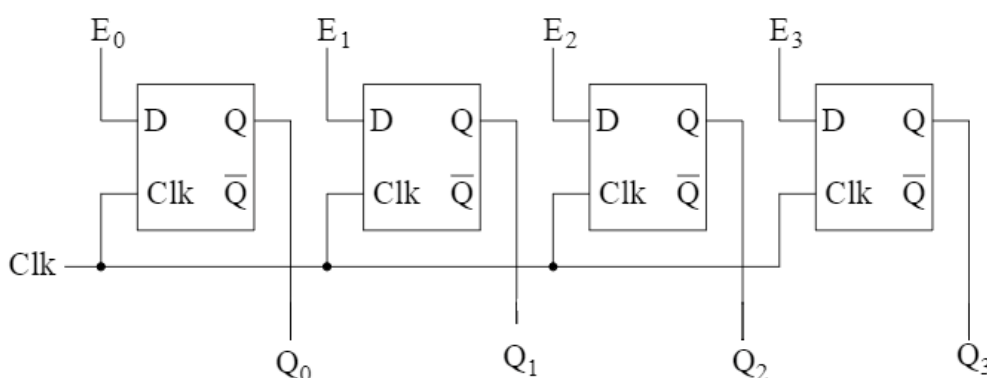 E₀ E₁ E₂ E₃
D Q D Q D Q D Q
Clk Q̅ Clk Q̅ Clk Q̅ Clk Q̅
Clk
Q₀ Q₁ Q₂ Q₃